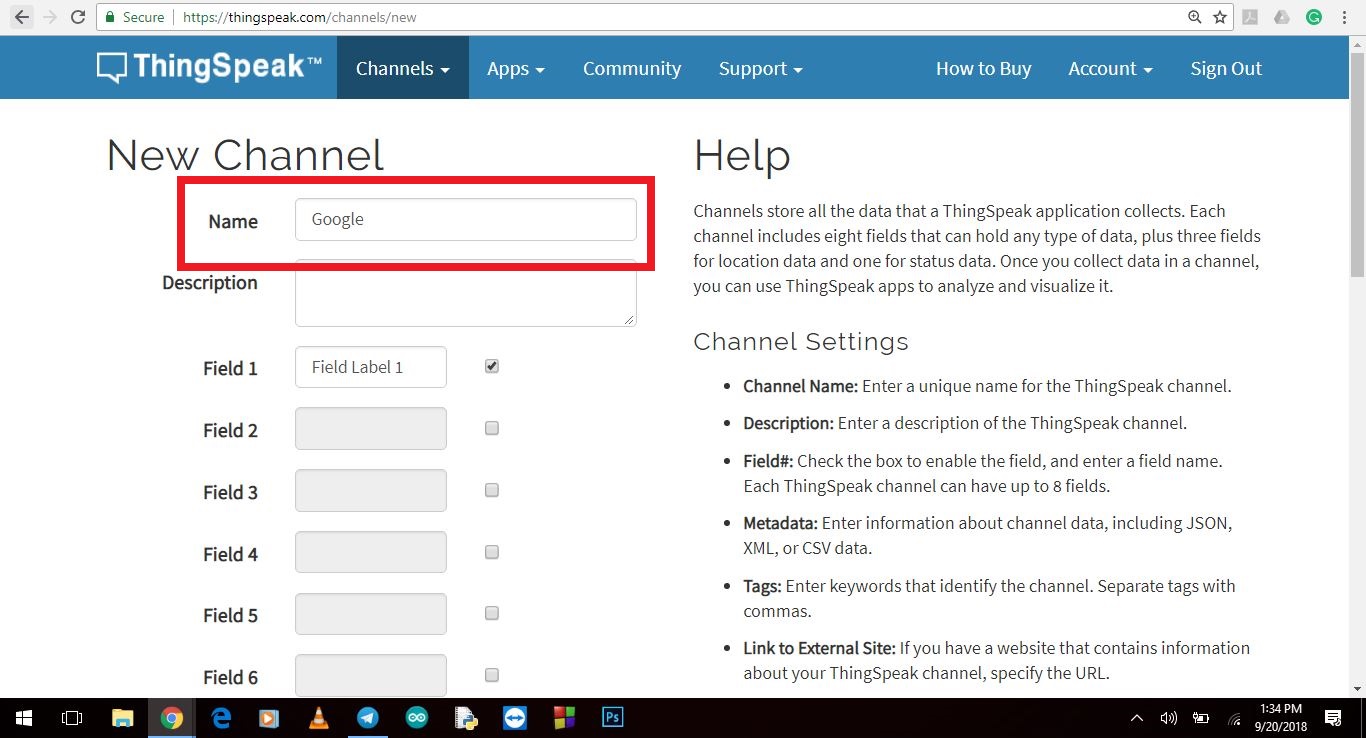 Secure https://thingspeak.com/channels/new
ThingSpeak™ Channels Apps Community Support How to Buy Account Sign Out
New Channel
Name Google
Description
Field 1 Field Label 1
Field 2
Field 3
Field 4
Field 5
Field 6
Help
Channels store all the data that a ThingSpeak application collects. Each
channel includes eight fields that can hold any type of data, plus three fields
for location data and one for status data. Once you collect data in a channel,
you can use ThingSpeak apps to analyze and visualize it.
Channel Settings
• Channel Name: Enter a unique name for the ThingSpeak channel.
• Description: Enter a description of the ThingSpeak channel.
• Field#: Check the box to enable the field, and enter a field name.
Each ThingSpeak channel can have up to 8 fields.
• Metadata: Enter information about channel data, including JSON,
XML, or CSV data.
• Tags: Enter keywords that identify the channel. Separate tags with
commas.
• Link to External Site: If you have a website that contains information
about your ThingSpeak channel, specify the URL.
Ps
1:34 PM
9/20/2018